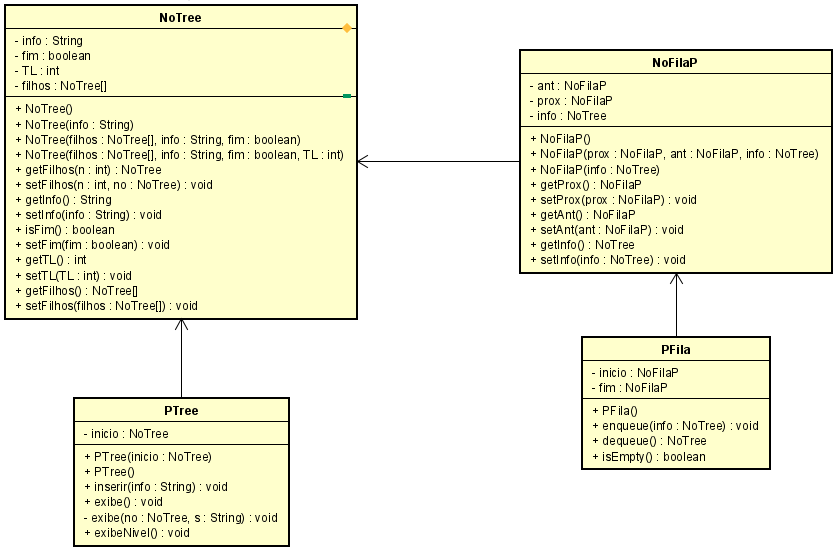 NoTree
- info : String
- fim : boolean
- TL : int
- filhos : NoTree[]
+ NoTree()
+ NoTree(info : String)
+ NoTree(filhos : NoTree[], info : String, fim : boolean)
+ NoTree(filhos : NoTree[], info : String, fim : boolean, TL : int)
+ getFilhos(n : int) : NoTree
+ setFilhos(n : int, no : NoTree) : void
+ getInfo() : String
+ setInfo(info : String) : void
+ isFim() : boolean
+ setFim(fim : boolean) : void
+ getTL() : int
+ setTL(TL : int) : void
+ getFilhos() : NoTree[]
+ setFilhos(filhos : NoTree[]) : void
NoFilaP
- ant : NoFilaP
- prox : NoFilaP
- info : NoTree
+ NoFilaP()
+ NoFilaP(prox : NoFilaP, ant : NoFilaP, info : NoTree)
+ NoFilaP(info : NoTree)
+ getProx() : NoFilaP
+ setProx(prox : NoFilaP) : void
+ getAnt() : NoFilaP
+ setAnt(ant : NoFilaP) : void
+ getInfo() : NoTree
+ setInfo(info : NoTree) : void
PTree
- inicio : NoTree
+ PTree(inicio : NoTree)
+ PTree()
+ inserir(info : String) : void
+ exibe() : void
- exibe(no : NoTree, s : String) : void
+ exibeNivel() : void
PFila
- inicio : NoFilaP
- fim : NoFilaP
+ PFila()
+ enqueue(info : NoTree) : void
+ dequeue() : NoTree
+ isEmpty() : boolean